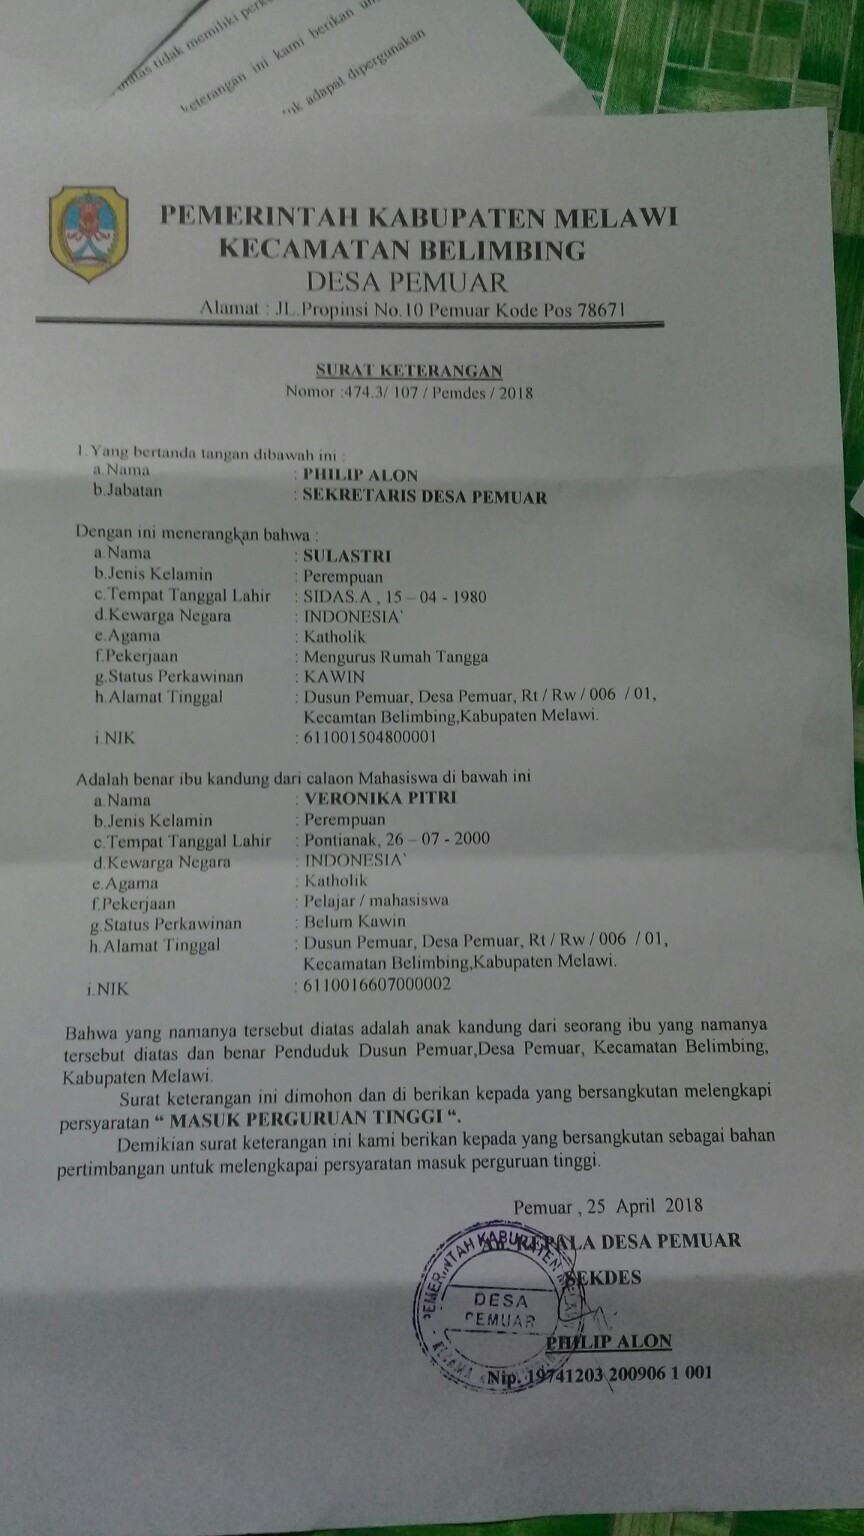 tidak memiliki
keterangan ini kami berikan
adapat dipergunakan
PEMERINTAH KABUPATEN MELAWI
KECAMATAN BELIMBING
DESA PEMUAR
Alamat : JL.Propinsi No.10 Pemuar Kode Pos 78671
SURAT KETERANGAN
Nomor :474.3/ 107 / Pemdes / 2018
1.Yang bertanda tangan dibawah ini :
a.Nama : PHILIP ALON
b.Jabatan : SEKRETARIS DESA PEMUAR
Dengan ini menerangkan bahwa :
a.Nama : SULASTRI
b.Jenis Kelamin : Perempuan
c.Tempat Tanggal Lahir : SIDAS.A , 15 – 04 - 1980
d.Kewarga Negara : INDONESIA`
e.Agama : Katholik
f.Pekerjaan : Mengurus Rumah Tangga
g.Status Perkawinan : KAWIN
h.Alamat Tinggal : Dusun Pemuar, Desa Pemuar, Rt / Rw / 006 / 01,
Kecamtan Belimbing,Kabupaten Melawi.
i.NIK : 611001504800001
Adalah benar ibu kandung dari calaon Mahasiswa di bawah ini
a.Nama : VERONIKA PITRI
b.Jenis Kelamin : Perempuan
c.Tempat Tanggal Lahir : Pontianak, 26 – 07 - 2000
d.Kewarga Negara : INDONESIA`
e.Agama : Katholik
f.Pekerjaan : Pelajar / mahasiswa
g.Status Perkawinan : Belum Kawin
h.Alamat Tinggal : Dusun Pemuar, Desa Pemuar, Rt / Rw / 006 / 01,
Kecamatan Belimbing,Kabupaten Melawi.
i.NIK : 6110016607000002
Bahwa yang namanya tersebut diatas adalah anak kandung dari seorang ibu yang namanya
tersebut diatas dan benar Penduduk Dusun Pemuar,Desa Pemuar, Kecamatan Belimbing,
Kabupaten Melawi.
Surat keterangan ini dimohon dan di berikan kepada yang bersangkutan melengkapi
persyaratan “ MASUK PERGURUAN TINGGI “.
Demikian surat keterangan ini kami berikan kepada yang bersangkutan sebagai bahan
pertimbangan untuk melengkapai persyaratan masuk perguruan tinggi.
Pemuar , 25 April 2018
KEPALA DESA PEMUAR
SEKDES
PEMERINTAH KABUPATEN
DESA
PEMUAR
PHILIP ALON
Nip. 19741203 200906 1 001